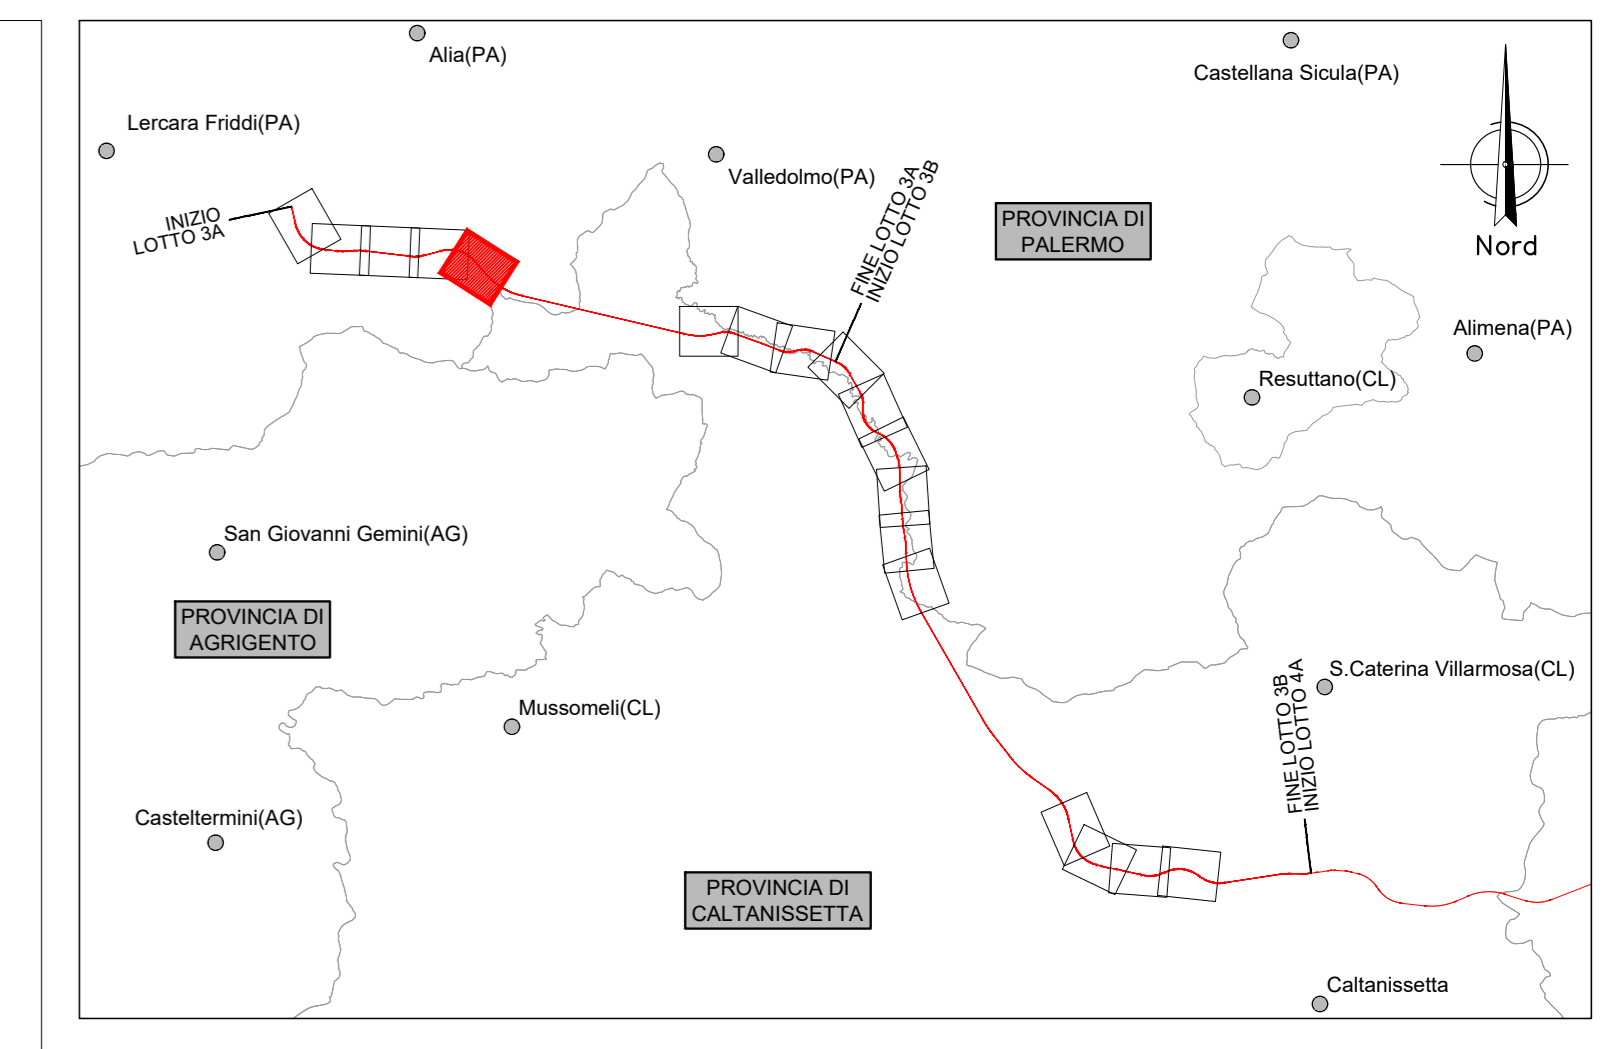 Alia(PA)
Castellana Sicula(PA)
Lercara Friddi(PA)
Valledolmo(PA)
INIZIO
LOTTO 3A
FINE LOTTO 3A
INIZIO LOTTO 3B
PROVINCIA DI
PALERMO
Nord
Alimena(PA)
Resuttano(CL)
San Giovanni Gemini(AG)
PROVINCIA DI
AGRIGENTO
S.Caterina Villarmosa(CL)
Mussomeli(CL)
FINE LOTTO 3B
INIZIO LOTTO 4A
Casteltermini(AG)
PROVINCIA DI
CALTANISSETTA
Caltanissetta